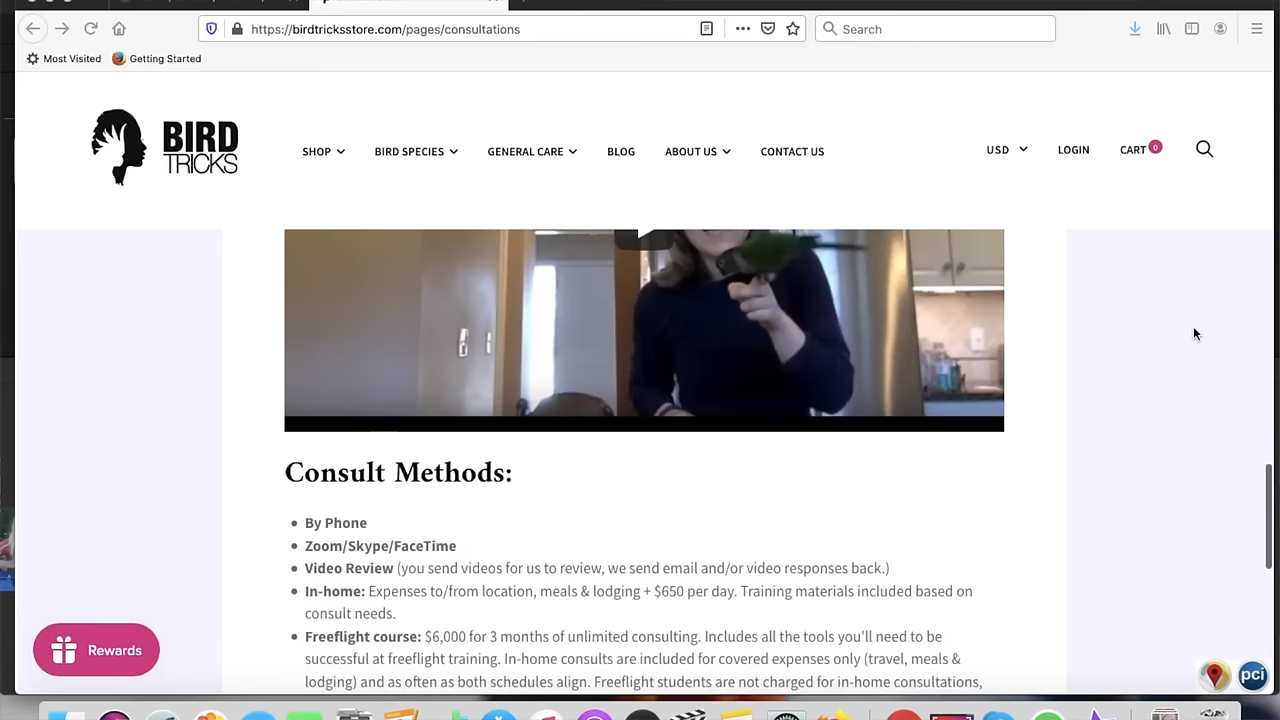 https://birdtricksstore.com/pages/consultations
Search
Most Visited
Getting Started
BIRD
TRICKS
SHOP
BIRD SPECIES
GENERAL CARE
BLOG
ABOUT US
CONTACT US
USD
LOGIN
CART 0
Consult Methods:
• By Phone
• Zoom/Skype/FaceTime
• Video Review (you send videos for us to review, we send email and/or video responses back.)
• In-home: Expenses to/from location, meals & lodging + $650 per day. Training materials included based on
consult needs.
• Freeflight course: $6,000 for 3 months of unlimited consulting. Includes all the tools you'll need to be
successful at freeflight training. In-home consults are included for covered expenses only (travel, meals &
lodging) and as often as both schedules align. Freeflight students are not charged for in-home consultations,
Rewards
pci